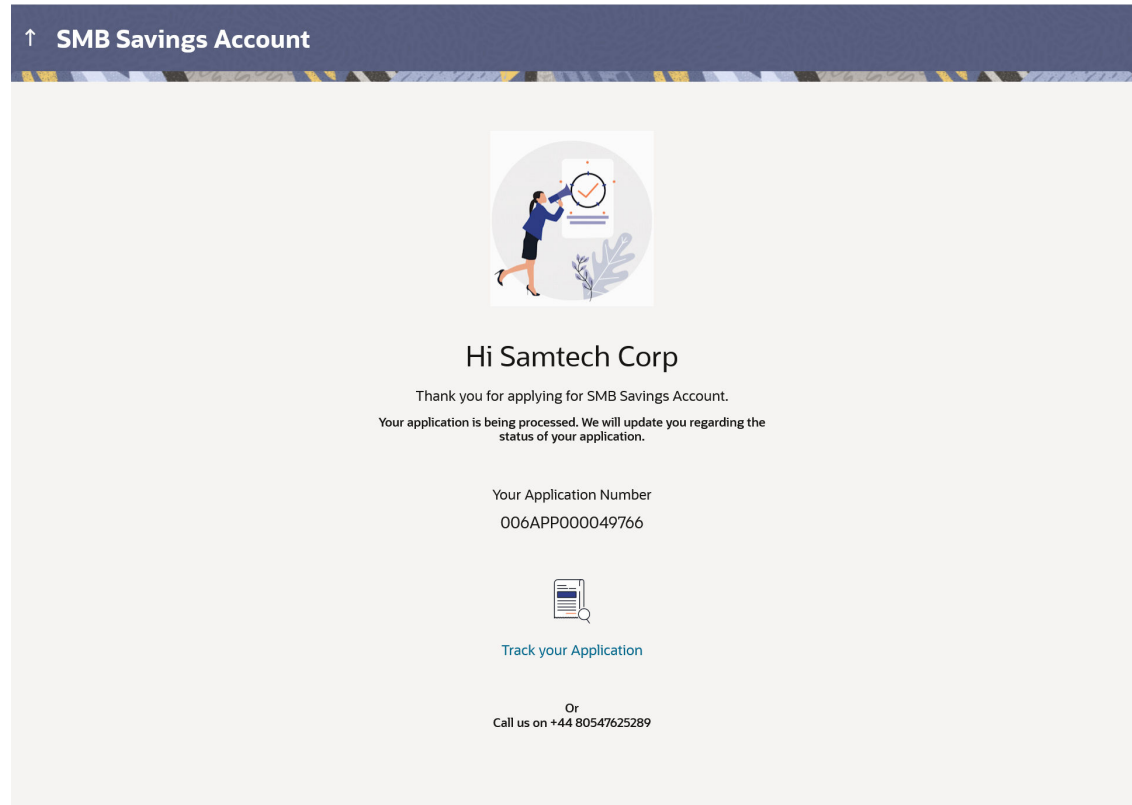 ↑ SMB Savings Account
Hi Samtech Corp
Thank you for applying for SMB Savings Account.
Your application is being processed. We will update you regarding the
status of your application.
Your Application Number
006APP000049766
Track your Application
Or
Call us on +44 80547625289